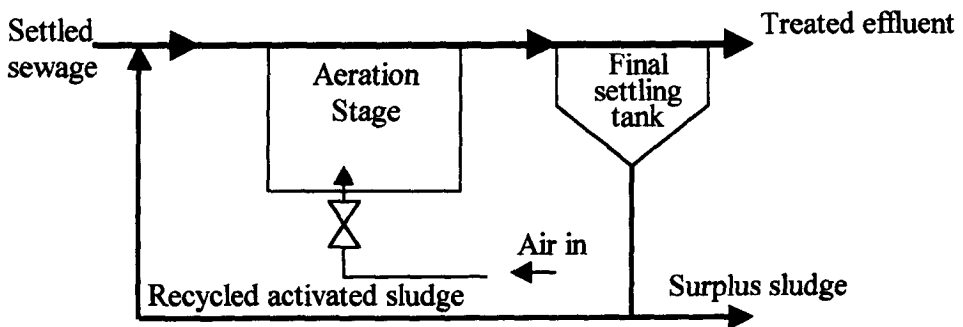 Settled
sewage
Aeration
Stage
Final
settling
tank
Treated effluent
Air in
Recycled activated sludge
Surplus sludge